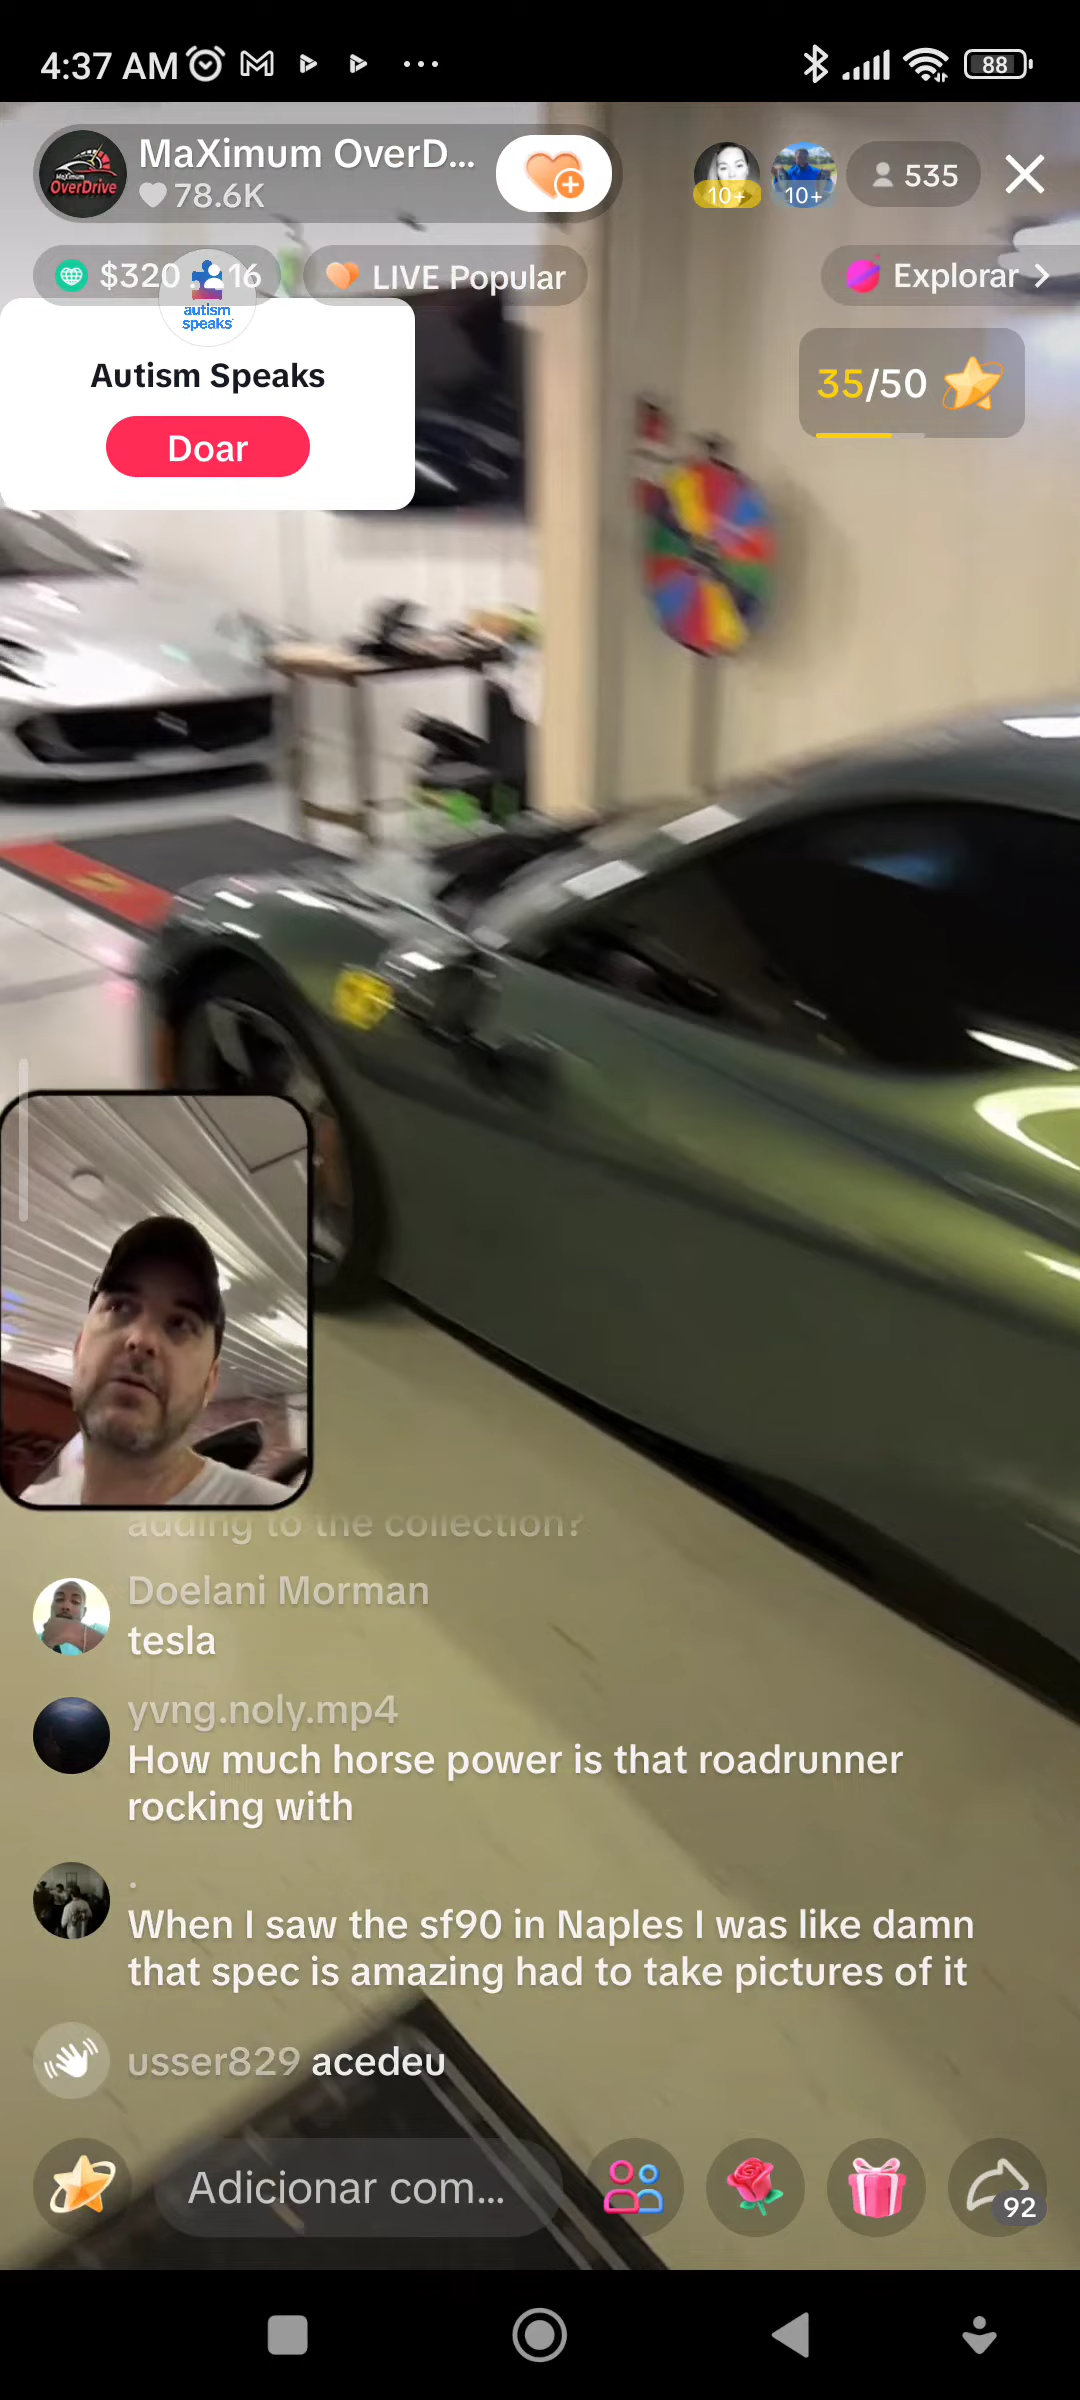 4:37 AM
88
MaXimum OverD...
78.6K
MaXimum
OverDrive
10+
10+
535
$320
16
LIVE Popular
Explorar
autism
speaks
Autism Speaks
Doar
35/50
adding to the collection?
Doelani Morman
tesla
yvng.noly.mp4
How much horse power is that roadrunner
rocking with
.
When I saw the sf90 in Naples I was like damn
that spec is amazing had to take pictures of it
usser829 acedeu
Adicionar com...
92